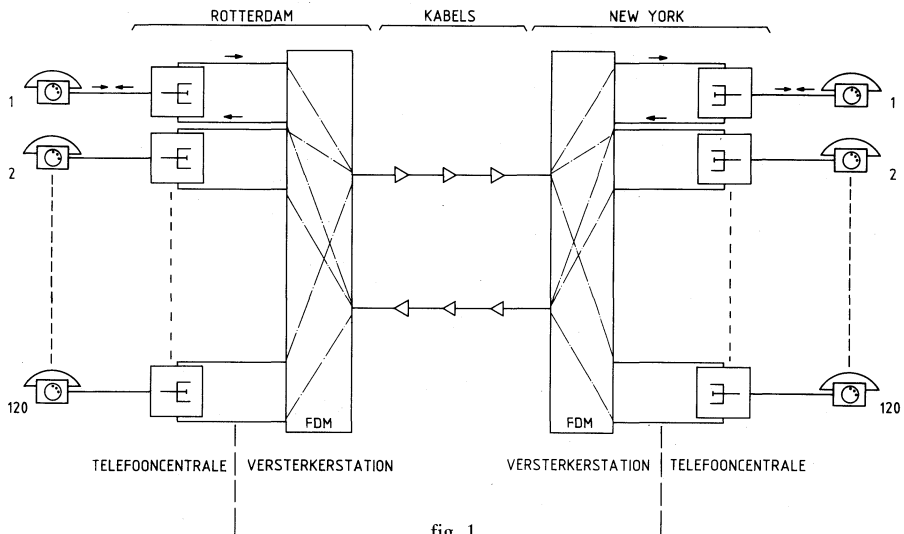 ROTTERDAM KABELS NEW YORK
1 1
2 2
120 120
FDM FDM
TELEFOONCENTRALE VERSTERKERSTATION VERSTERKERSTATION TELEFOONCENTRALE
fig. 1